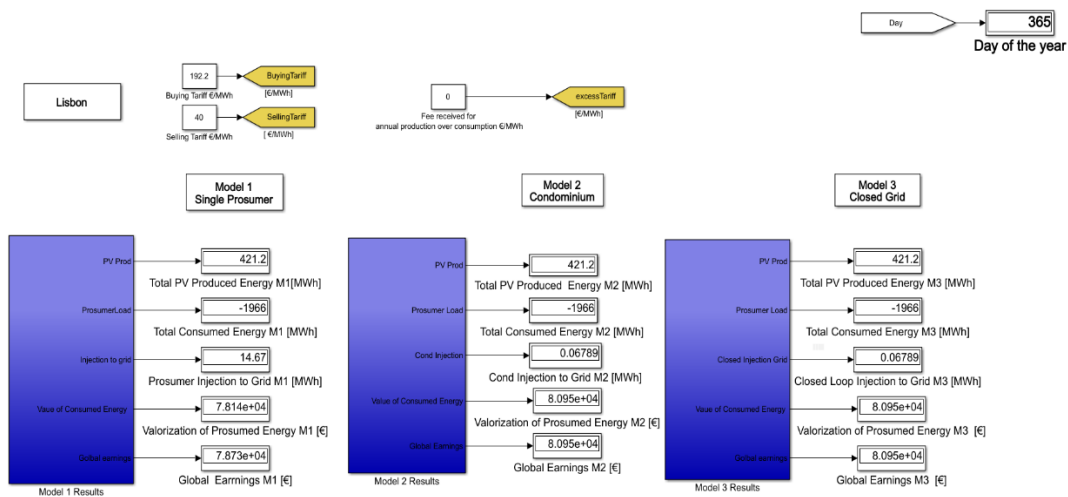 Day
365
Day of the year
Lisbon
192.2
BuyingTariff
Buying Tariff €/MWh
[€/MWh]
40
SellingTariff
Selling Tariff €/MWh
[ €/MWh]
0
excessTariff
Fee received for
annual production over consumption €/MWh
[€/MWh]
Model 1
Single Prosumer
Model 2
Condominium
Model 3
Closed Grid
PV Prod
421.2
Total PV Produced Energy M1[MWh]
ProsumerLoad
-1966
Total Consumed Energy M1 [MWh]
Injection to grid
14.67
Prosumer Injection to Grid M1 [MWh]
Vaue of Consumed Energy
7.814e+04
Valorization of Prosumed Energy M1 [€]
Golbal earnings
7.873e+04
Global  Earrnings M1 [€]
Model 1 Results
PV Prod
421.2
Total PV Produced  Energy M2 [MWh]
Prosumer Load
-1966
Total Consumed Energy M2 [MWh]
Cond Injection
0.06789
Cond Injection to Grid M2 [MWh]
Value of Consumed Energy
8.095e+04
Valorization of Prosumed Energy M2 [€]
Global Earnings
8.095e+04
Global Earnings M2 [€]
Model 2 Results
PV Prod
421.2
Total PV Produced Energy M3 [MWh]
Prosumer Load
-1966
Total Consumed Energy M3 [MWh]
Closed Injection Grid
0.06789
Closed Loop Injection to Grid M3 [MWh]
Value of Consumed Energy
8.095e+04
Valorization of Prosumed Energy M3  [€]
Global earnings
8.095e+04
Global Earnings M3  [€]
Model 3 Results